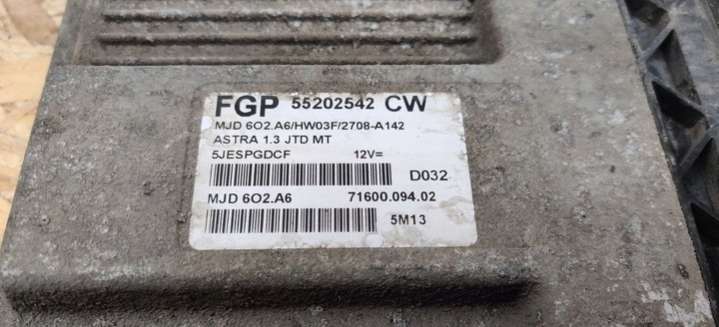 FGP 55202542 CW
MJD 6O2.A6/HW03F/2708-A142
ASTRA 1.3 JTD MT
5JESPGDCF 12V=
D032
MJD 6O2.A6 71600.094.02
5M13